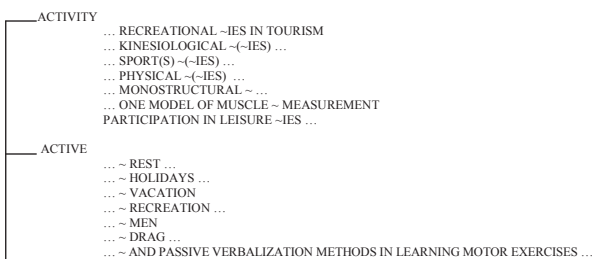 ACTIVITY
… RECREATIONAL ~IES IN TOURISM
… KINESIOLOGICAL ~(~IES) …
… SPORT(S) ~(~IES) …
… PHYSICAL ~(~IES) …
… MONOSTRUCTURAL ~ …
… ONE MODEL OF MUSCLE ~ MEASUREMENT
PARTICIPATION IN LEISURE ~IES …
ACTIVE
… ~ REST …
… ~ HOLIDAYS …
… ~ VACATION
… ~ RECREATION …
… ~ MEN
… ~ DRAG …
… ~ AND PASSIVE VERBALIZATION METHODS IN LEARNING MOTOR EXERCISES …